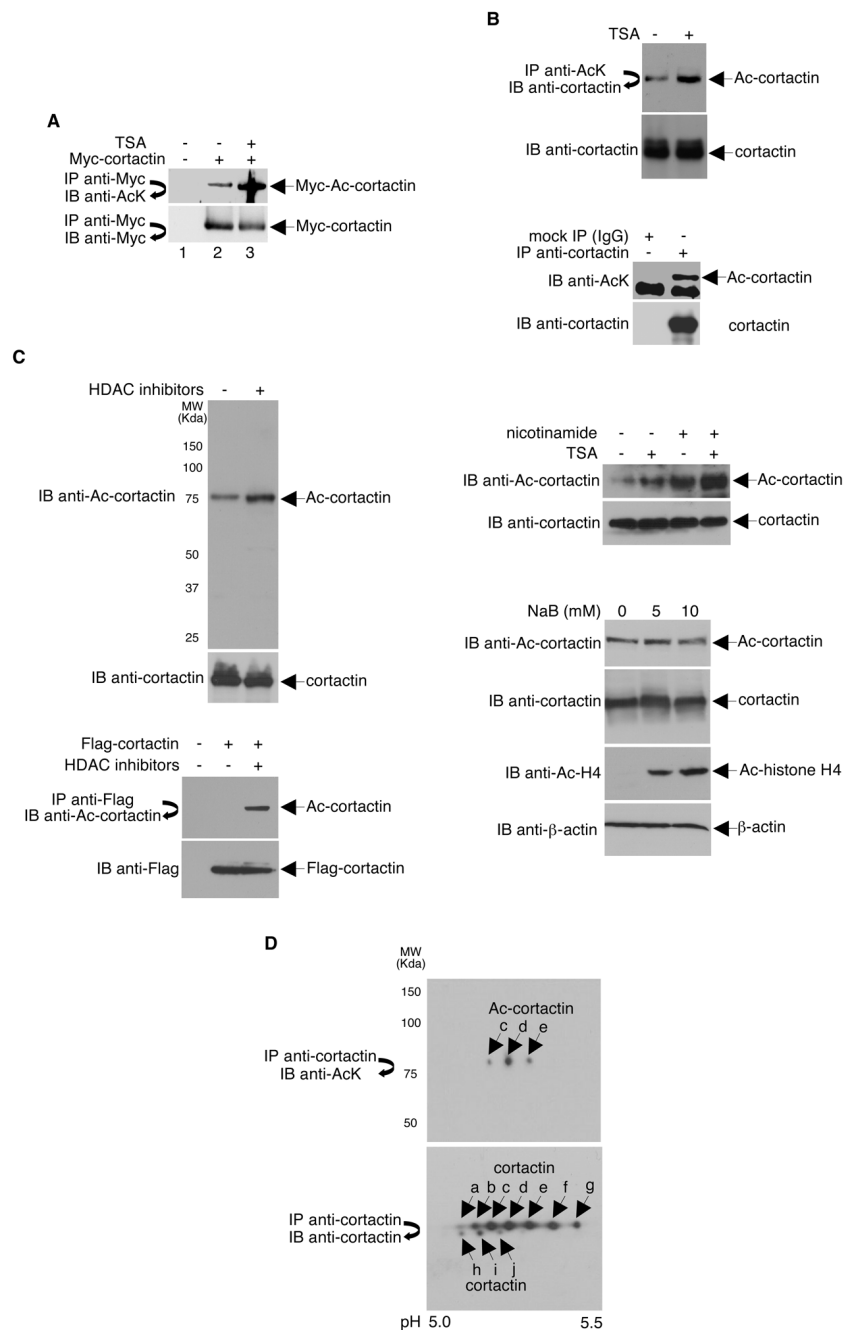 A
TSA - - +
Myc-cortactin - + +
IP anti-Myc
IB anti-AcK
Myc-Ac-cortactin
IP anti-Myc
IB anti-Myc
Myc-cortactin
1 2 3
B
TSA - +
IP anti-AcK
IB anti-cortactin
Ac-cortactin
IB anti-cortactin
cortactin
mock IP (IgG) + -
IP anti-cortactin - +
IB anti-AcK
Ac-cortactin
IB anti-cortactin
cortactin
C
HDAC inhibitors - +
MW
(Kda)
150
100
IB anti-Ac-cortactin 75 Ac-cortactin
50
37
25
IB anti-cortactin
cortactin
Flag-cortactin - + +
HDAC inhibitors - - +
IP anti-Flag
IB anti-Ac-cortactin
Ac-cortactin
IB anti-Flag
Flag-cortactin
nicotinamide - - + +
TSA - + - +
IB anti-Ac-cortactin
Ac-cortactin
IB anti-cortactin
cortactin
NaB (mM) 0 5 10
IB anti-Ac-cortactin
Ac-cortactin
IB anti-cortactin
cortactin
IB anti-Ac-H4
Ac-histone H4
IB anti-β-actin
β-actin
D
MW
(Kda)
150
100
75
50
Ac-cortactin
c d e
IP anti-cortactin
IB anti-AcK
cortactin
a b c d e f g
IP anti-cortactin
IB anti-cortactin
h i j
cortactin
pH 5.0 5.5